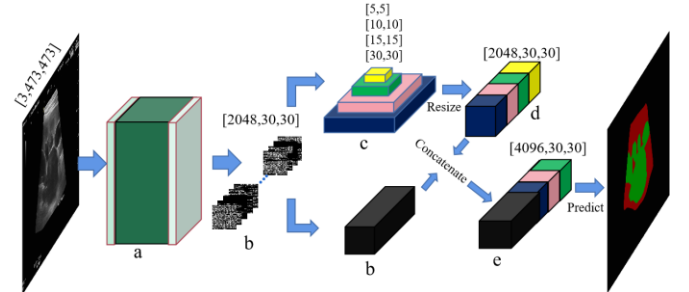 [3,473,473]
a
[2048,30,30]
b
[5,5]
[10,10]
[15,15]
[30,30]
c
Resize
[2048,30,30]
d
b
Concatenate
[4096,30,30]
e
Predict